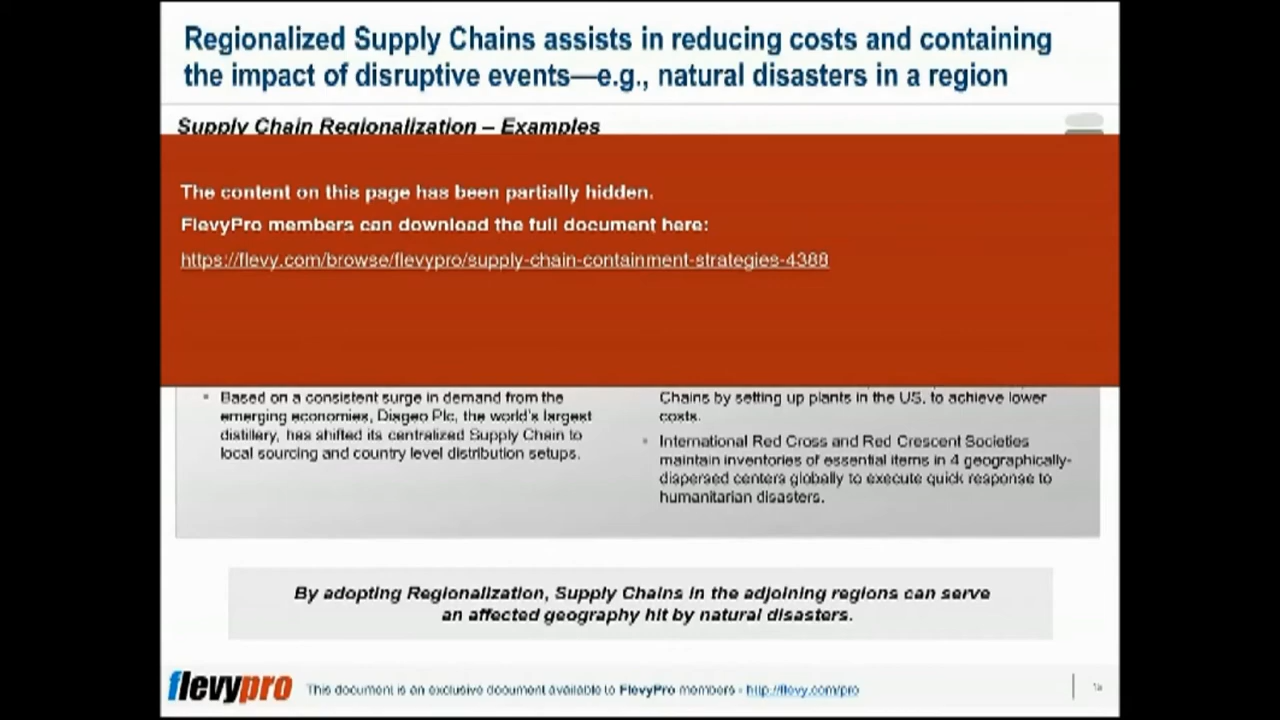 Regionalized Supply Chains assists in reducing costs and containing
the impact of disruptive events—e.g., natural disasters in a region
Supply Chain Regionalization – Examples
The content on this page has been partially hidden.
FlevyPro members can download the full document here:
https://flevy.com/browse/flevypro/supply-chain-containment-strategies-4388
Based on a consistent surge in demand from the
emerging economies, Diageo Plc, the world's largest
distillery, has shifted its centralized Supply Chain to
local sourcing and country level distribution setups.
Chains by setting up plants in the US, to achieve lower
costs.
International Red Cross and Red Crescent Societies
maintain inventories of essential items in 4 geographically-
dispersed centers globally to execute quick response to
humanitarian disasters.
By adopting Regionalization, Supply Chains in the adjoining regions can serve
an affected geography hit by natural disasters.
flevypro
This document is an exclusive document available to FlevyPro members - http://flevy.com/pro